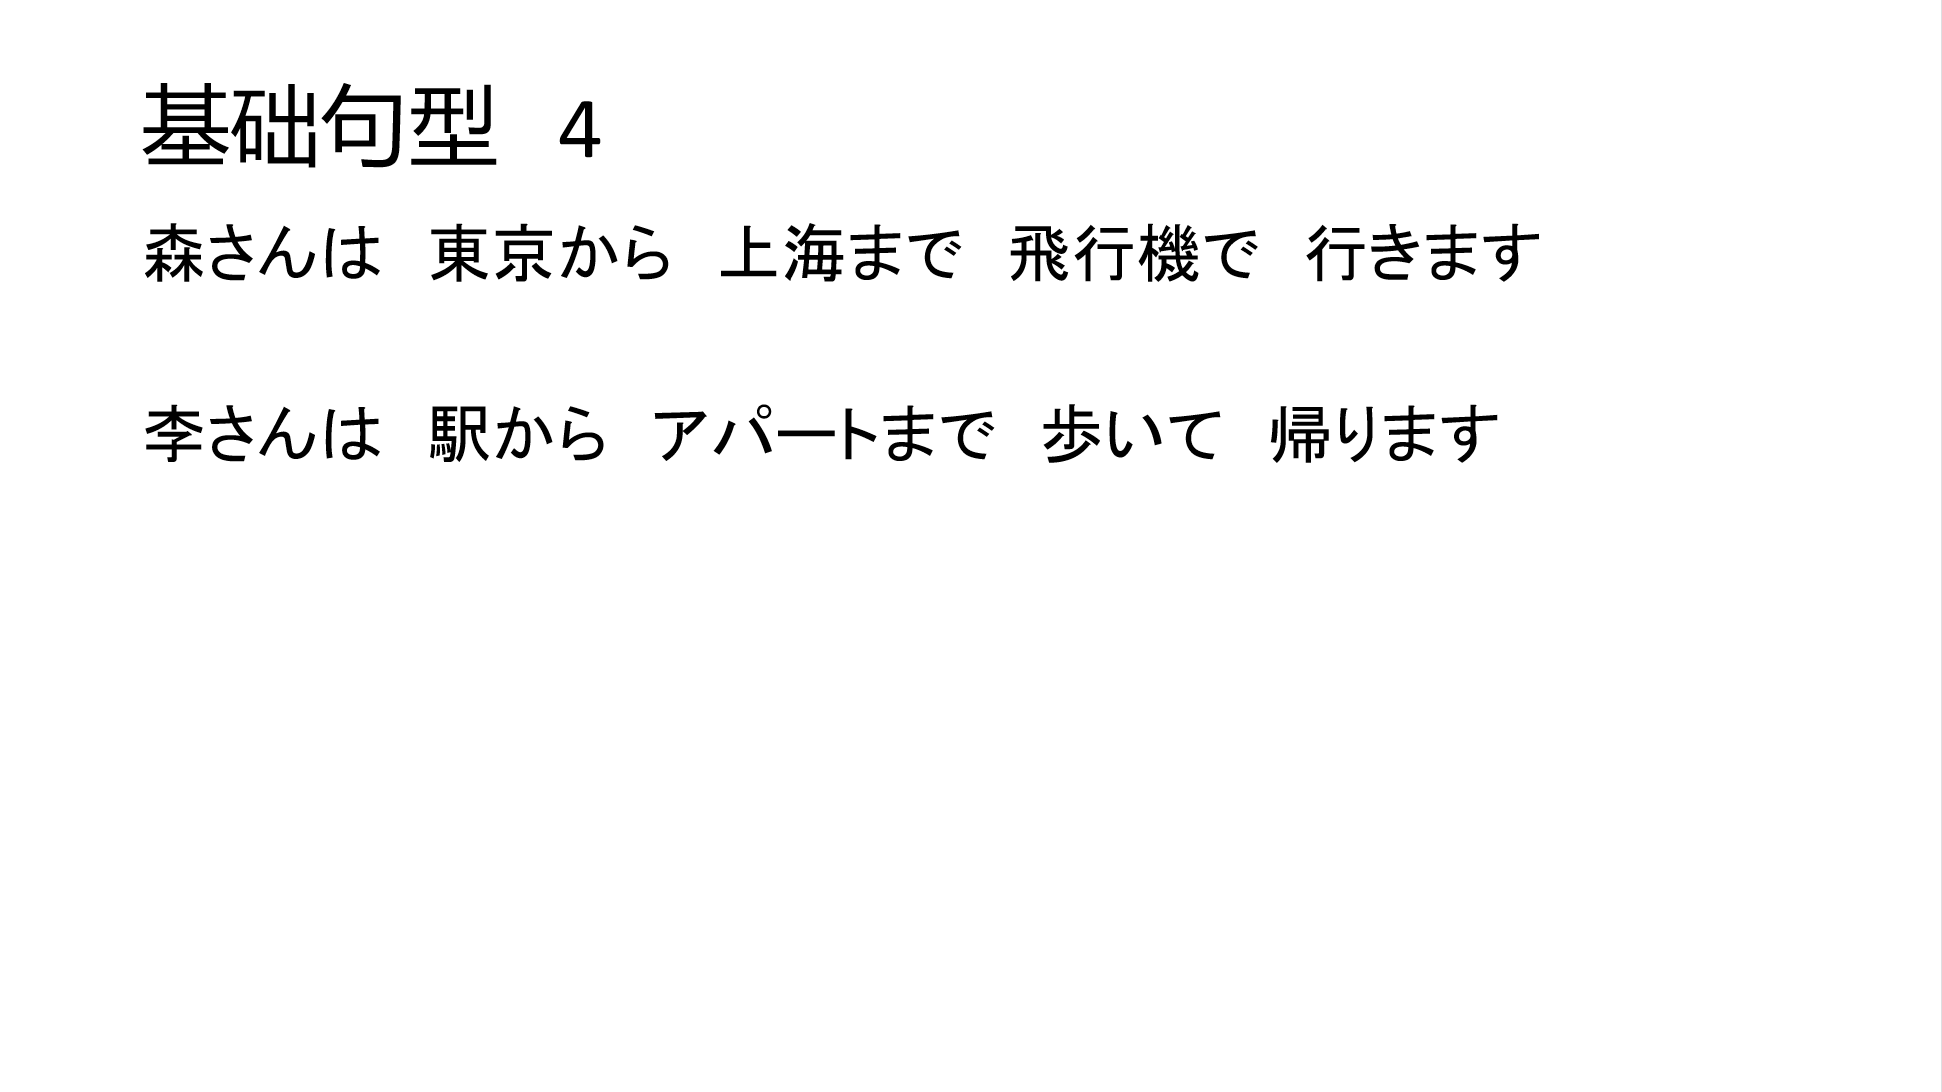 基础句型　4
森さんは　東京から　上海まで　飛行機で　行きます
李さんは　駅から　アパートまで　歩いて　帰ります